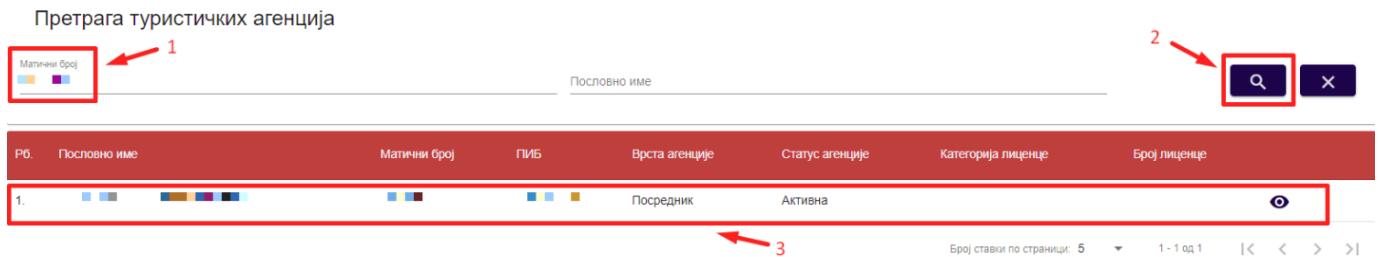 Претрага туристичких агенција
1
2
Матични број
Пословно име
Рб. Пословно име Матични број ПИБ Врста агенције Статус агенције Категорија лиценце Број лиценце
1. Посредник Активна
3
Број ставки по страници: 5 1 - 1 од 1